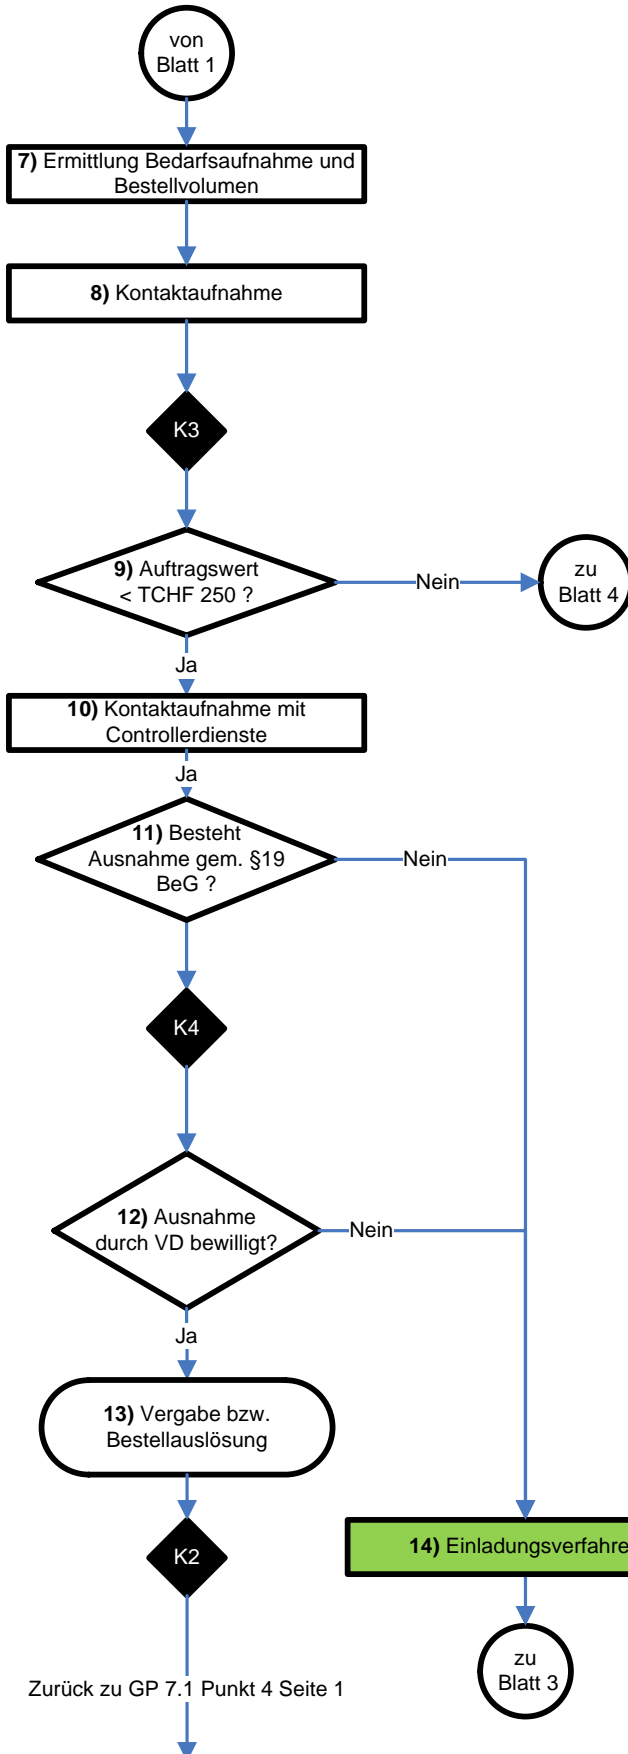 von
Blatt 1
7) Ermittlung Bedarfsaufnahme und
Bestellvolumen
8) Kontaktaufnahme
K3
9) Auftragswert
< TCHF 250 ?
Nein
zu
Blatt 4
Ja
10) Kontaktaufnahme mit
Controllerdienste
Ja
11) Besteht
Ausnahme gem. §19
BeG ?
Nein
K4
12) Ausnahme
durch VD bewilligt?
Nein
Ja
13) Vergabe bzw.
Bestellauslösung
K2
14) Einladungsverfahre
zu
Blatt 3
Zurück zu GP 7.1 Punkt 4 Seite 1